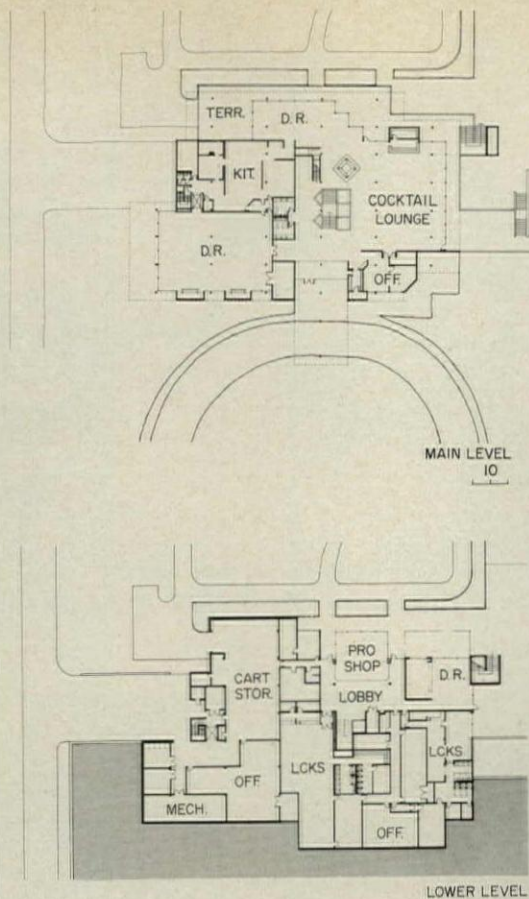 TERR.
D.R.
KIT.
COCKTAIL
LOUNGE
D.R.
OFF.
MAIN LEVEL
10
PRO
SHOP
CART
STOR.
D.R.
LOBBY
LCKS
LCKS
OFF.
MECH.
OFF.
LOWER LEVEL